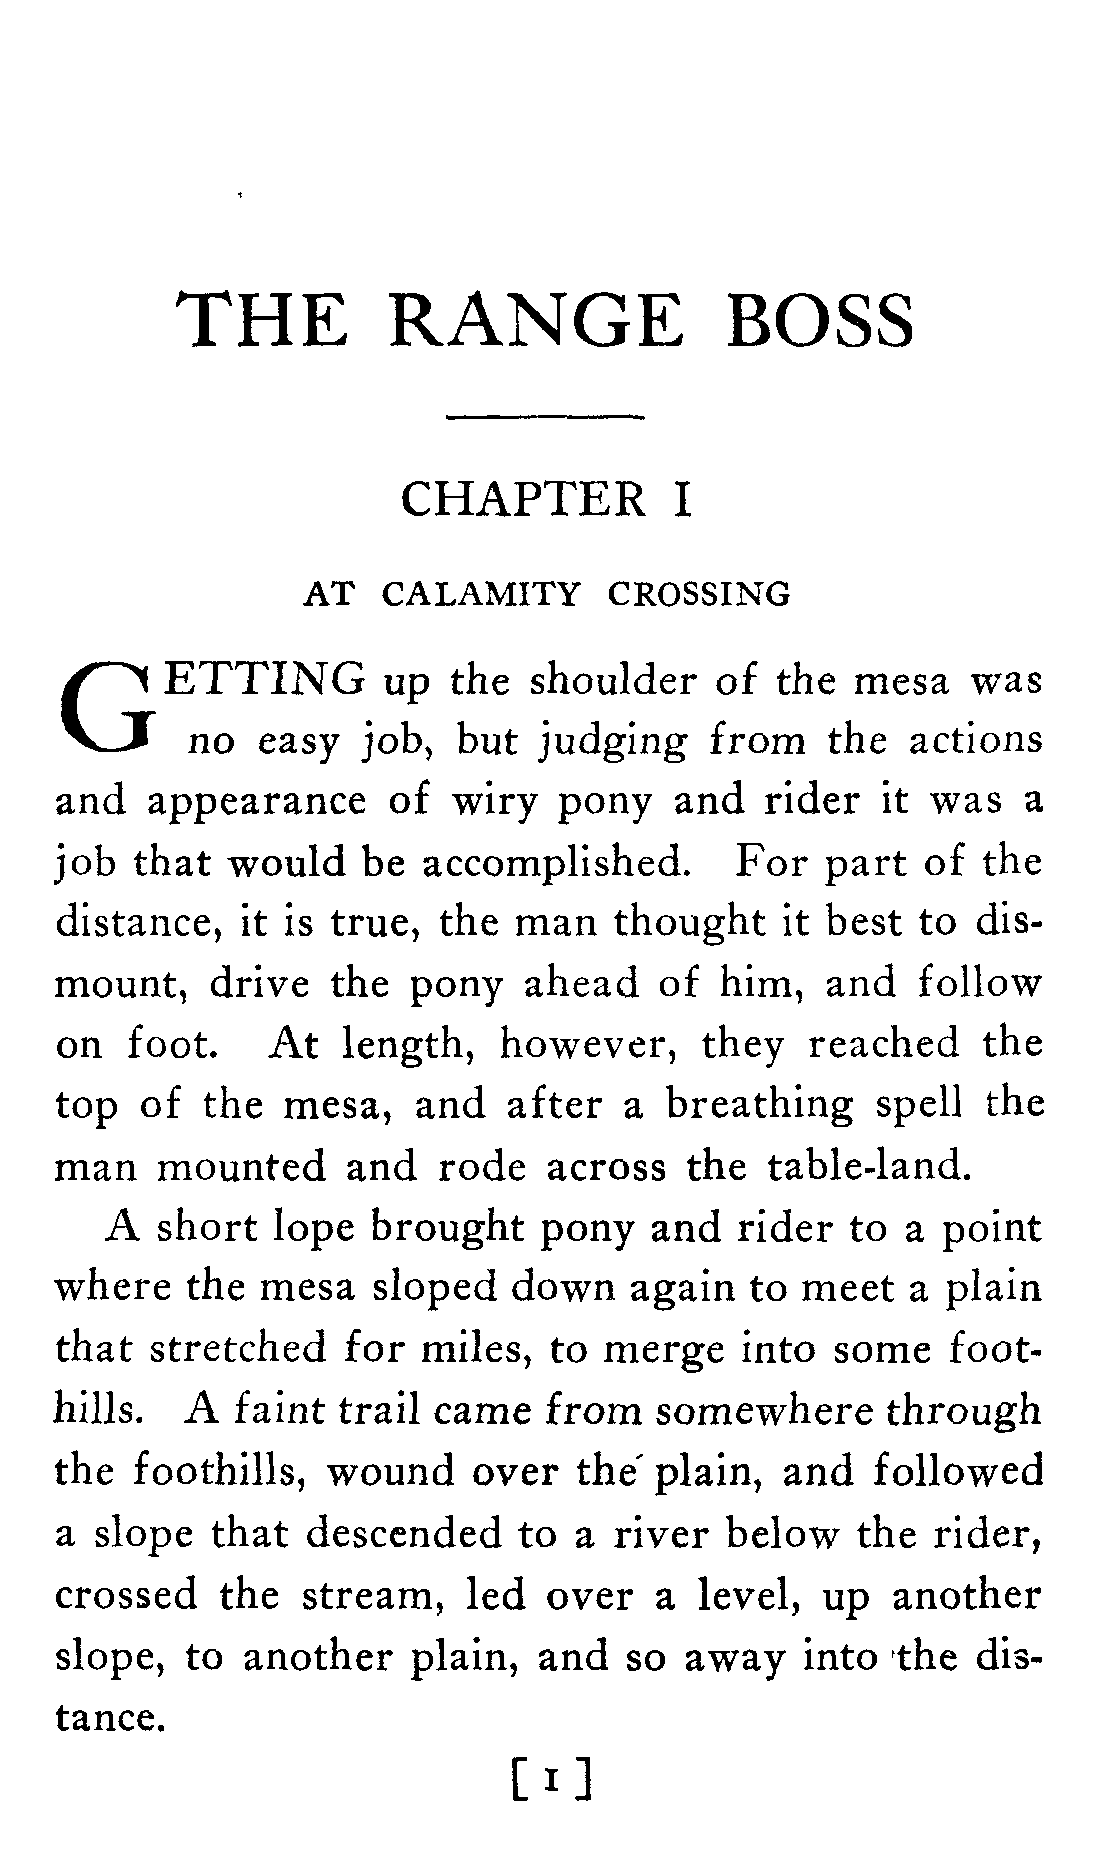 THE RANGE BOSS
CHAPTER I
AT CALAMITY CROSSING
GETTING up the shoulder of the mesa was
no easy job, but judging from the actions
and appearance of wiry pony and rider it was a
job that would be accomplished. For part of the
distance, it is true, the man thought it best to dis-
mount, drive the pony ahead of him, and follow
on foot. At length, however, they reached the
top of the mesa, and after a breathing spell the
man mounted and rode across the table-land.
A short lope brought pony and rider to a point
where the mesa sloped down again to meet a plain
that stretched for miles, to merge into some foot-
hills. A faint trail came from somewhere through
the foothills, wound over the plain, and followed
a slope that descended to a river below the rider,
crossed the stream, led over a level, up another
slope, to another plain, and so away into the dis-
tance.
[ 1 ]